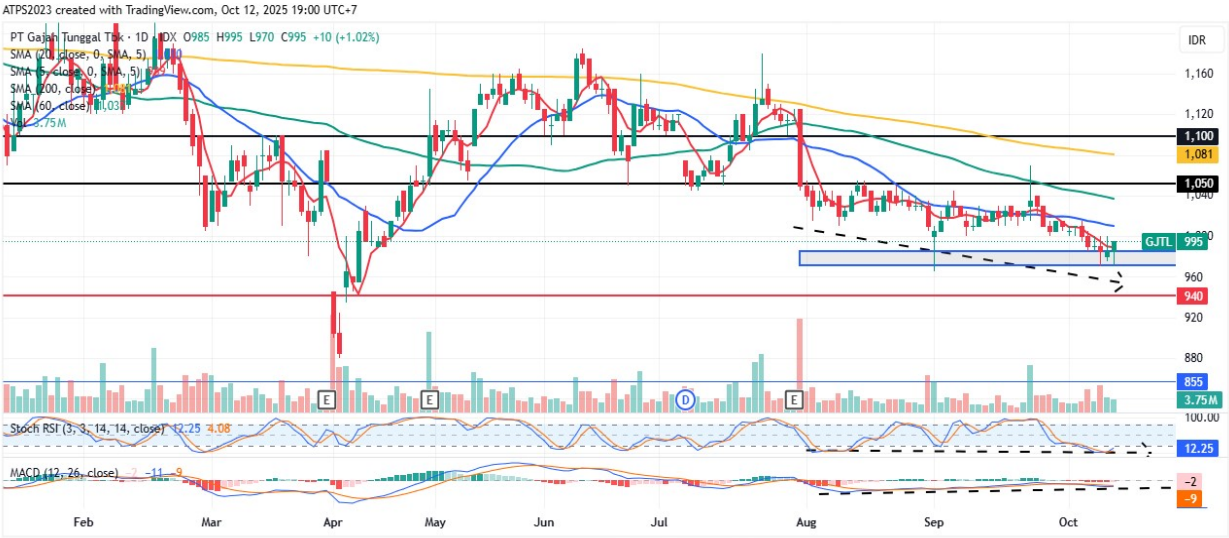 ATPS2023 created with TradingView.com, Oct 12, 2025 19:00 UTC+7
PT Gajah Tunggal Tbk · 1D · IDX O985 H995 L970 C995 +10 (+1.02%)
SMA (20, close, 0, SMA, 5)
SMA (5, close, 0, SMA, 5)
SMA (200, close)
SMA (60, close)
Vol 3.75M
IDR
1,160
1,120
1,100
1,081
1,050
1,040
GJTL 995
960
940
920
880
855
3.75M
E E D E
100.00
Stoch RSI (3, 3, 14, 14, close) 12.25 4.08
12.25
MACD (12, 26, close) −2 −11 −9
-2
-9
Feb Mar Apr May Jun Jul Aug Sep Oct